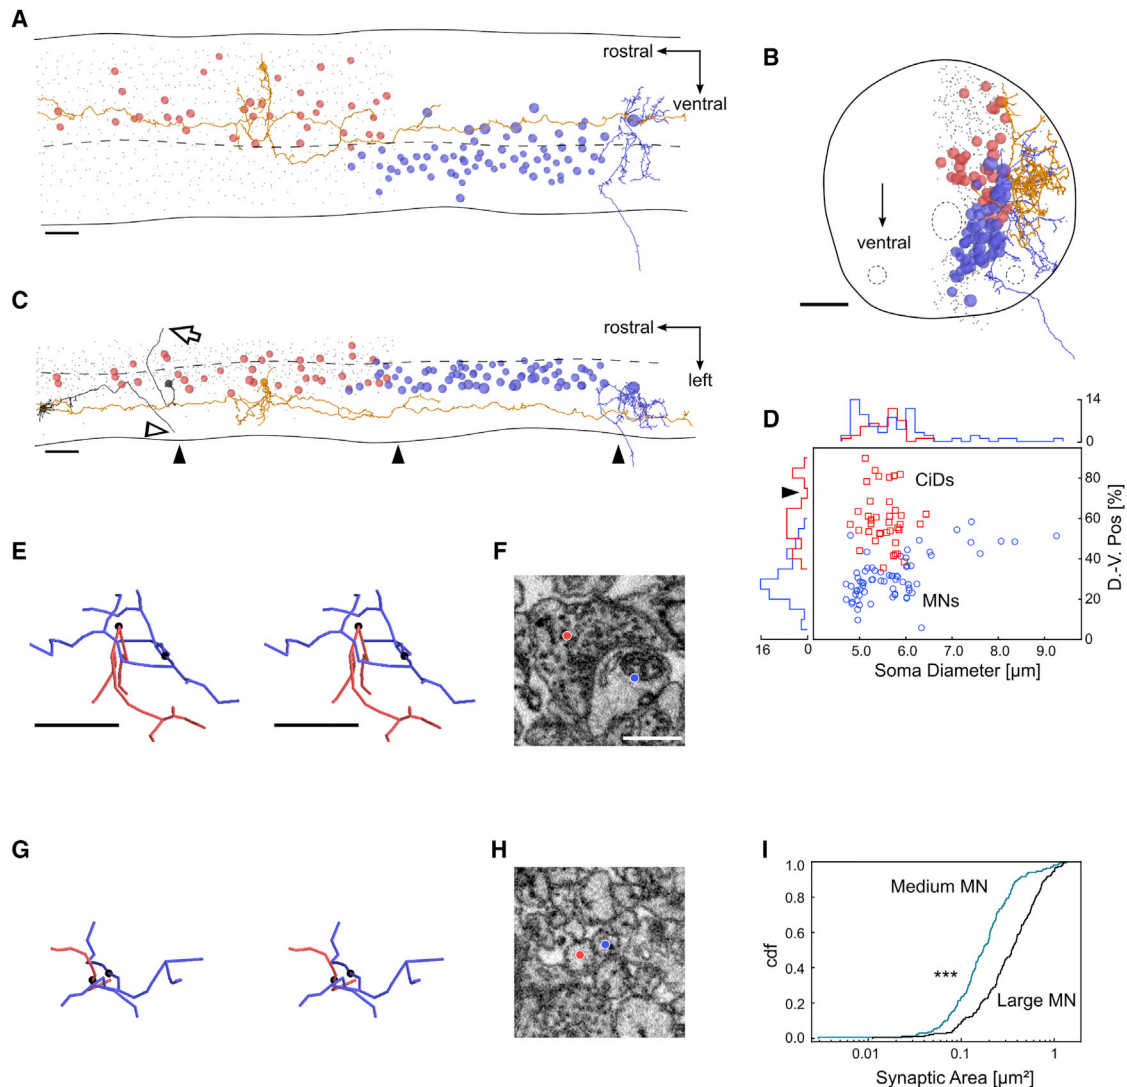 A
rostral
ventral
B
ventral
C
rostral
left
D
14
0
CiDs
MNs
80
60
40
20
0
D.-V. Pos [%]
16
0
5.0
6.0
7.0
8.0
9.0
Soma Diameter [µm]
E
F
G
H
I
1.0
0.8
0.6
0.4
0.2
0.0
cdf
Medium MN
***
Large MN
0.01
0.1
1
Synaptic Area [µm²]